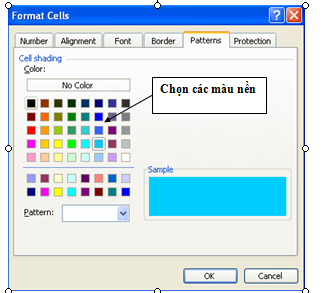 Format Cells
Number Alignment Font Border Patterns Protection
Cell shading
Color:
No Color
Chọn các màu nền
Sample
Pattern:
OK Cancel